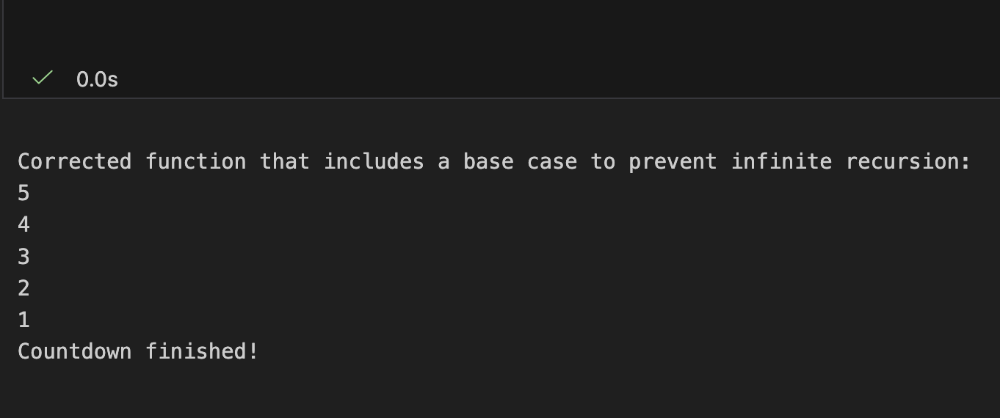 0.0s
Corrected function that includes a base case to prevent infinite recursion:
5
4
3
2
1
Countdown finished!